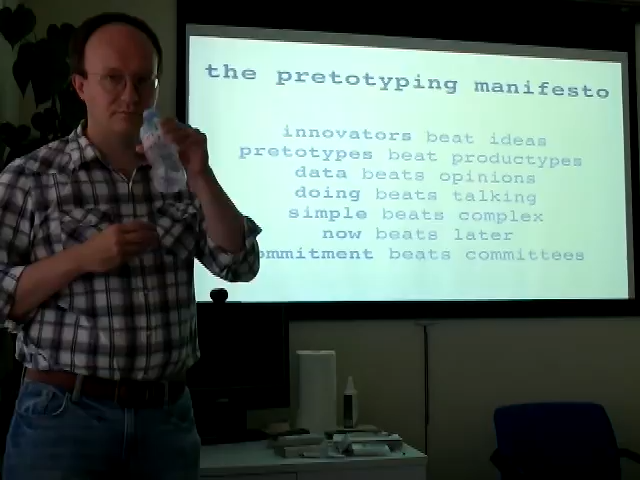 the pretotyping manifesto
innovators beat ideas
pretotypes beat productypes
data beats opinions
doing beats talking
simple beats complex
now beats later
ommitment beats committees